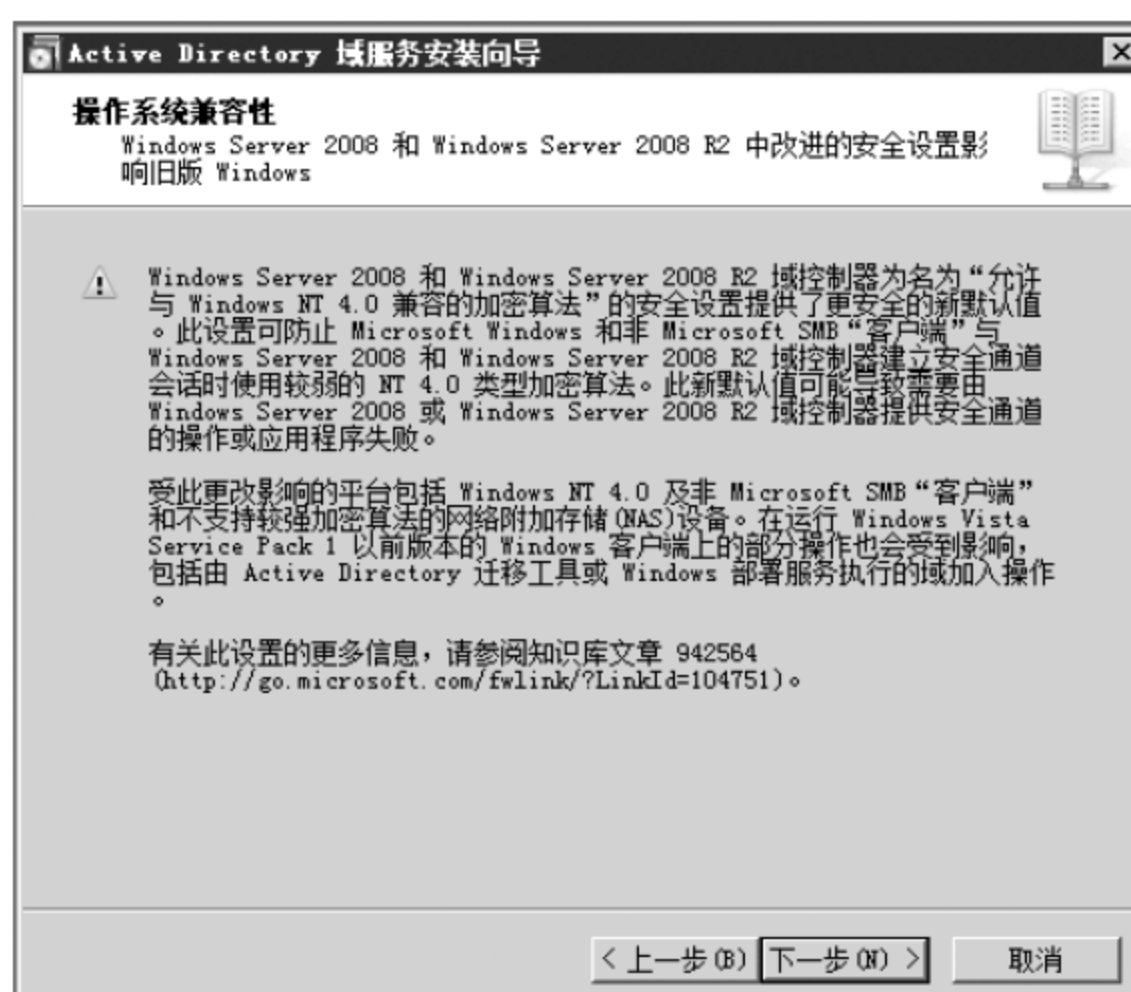 Active Directory 域服务安装向导
操作系统兼容性
Windows Server 2008 和 Windows Server 2008 R2 中改进的安全设置影
响旧版 Windows
Windows Server 2008 和 Windows Server 2008 R2 域控制器为名为“允许
与 Windows NT 4.0 兼容的加密算法”的安全设置提供了更安全的新默认值
。此设置可防止 Microsoft Windows 和非 Microsoft SMB“客户端”与
Windows Server 2008 和 Windows Server 2008 R2 域控制器建立安全通道
会话时使用较弱的 NT 4.0 类型加密算法。此新默认值可能导致需要由
Windows Server 2008 或 Windows Server 2008 R2 域控制器提供安全通道
的操作或应用程序失败。
受此更改影响的平台包括 Windows NT 4.0 及非 Microsoft SMB“客户端”
和不支持较强加密算法的网络附加存储(NAS)设备。在运行 Windows Vista
Service Pack 1 以前版本的 Windows 客户端上的部分操作也会受到影响，
包括由 Active Directory 迁移工具或 Windows 部署服务执行的域加入操作
。
有关此设置的更多信息，请参阅知识库文章 942564
(http://go.microsoft.com/fwlink/?LinkId=104751)。
< 上一步(B) 下一步(N) > 取消